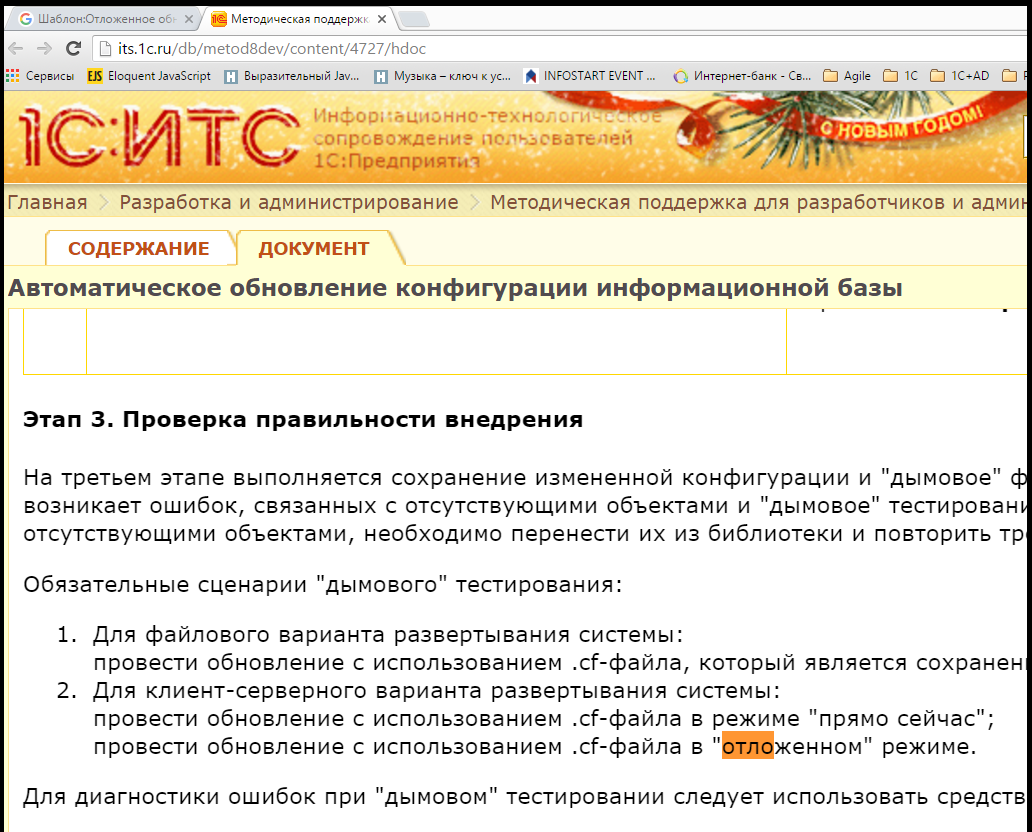 Шаблон:Отложенное об
Методическая поддержк
its.1c.ru/db/metod8dev/content/4727/hdoc
Сервисы EJS Eloquent JavaScript Выразительный Jav... Музыка – ключ к ус... INFOSTART EVENT ... Интернет-банк - Св... Agile 1C 1C+AD
1С:ИТС
Информационно-технологическое
сопровождение пользователей
1С:Предприятия
С НОВЫМ ГОДОМ!
Главная Разработка и администрирование Методическая поддержка для разработчиков и админ
СОДЕРЖАНИЕ ДОКУМЕНТ
Автоматическое обновление конфигурации информационной базы
Этап 3. Проверка правильности внедрения
На третьем этапе выполняется сохранение измененной конфигурации и "дымовое" ф
возникает ошибок, связанных с отсутствующими объектами и "дымовое" тестировани
отсутствующими объектами, необходимо перенести их из библиотеки и повторить тр
Обязательные сценарии "дымового" тестирования:
1. Для файлового варианта развертывания системы:
провести обновление с использованием .cf-файла, который является сохранен
2. Для клиент-серверного варианта развертывания системы:
провести обновление с использованием .cf-файла в режиме "прямо сейчас";
провести обновление с использованием .cf-файла в "отложенном" режиме.
Для диагностики ошибок при "дымовом" тестировании следует использовать средств